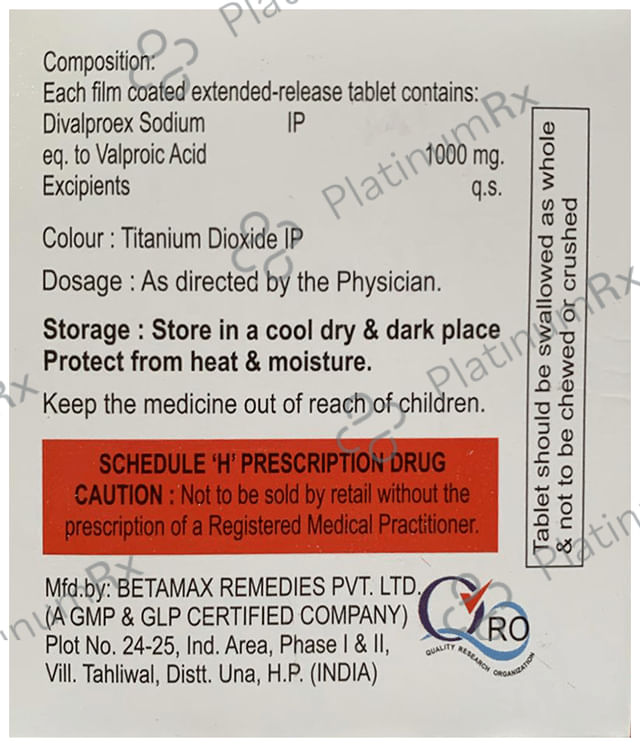 Composition:
Each film coated extended-release tablet contains:
Divalproex Sodium IP
eq. to Valproic Acid 1000 mg.
Excipients q.s.
Colour : Titanium Dioxide IP
Dosage : As directed by the Physician.
Storage : Store in a cool dry & dark place
Protect from heat & moisture.
Keep the medicine out of reach of children.
SCHEDULE 'H' PRESCRIPTION DRUG
CAUTION : Not to be sold by retail without the
prescription of a Registered Medical Practitioner.
Mfd.by: BETAMAX REMEDIES PVT. LTD.
(A GMP & GLP CERTIFIED COMPANY)
Plot No. 24-25, Ind. Area, Phase I & II,
Vill. Tahliwal, Distt. Una, H.P. (INDIA)
QRO
QUALITY RESEARCH ORGANIZATION
Tablet should be swallowed as whole
& not to be chewed or crushed
PlatinumRx
PlatinumRx
PlatinumRx